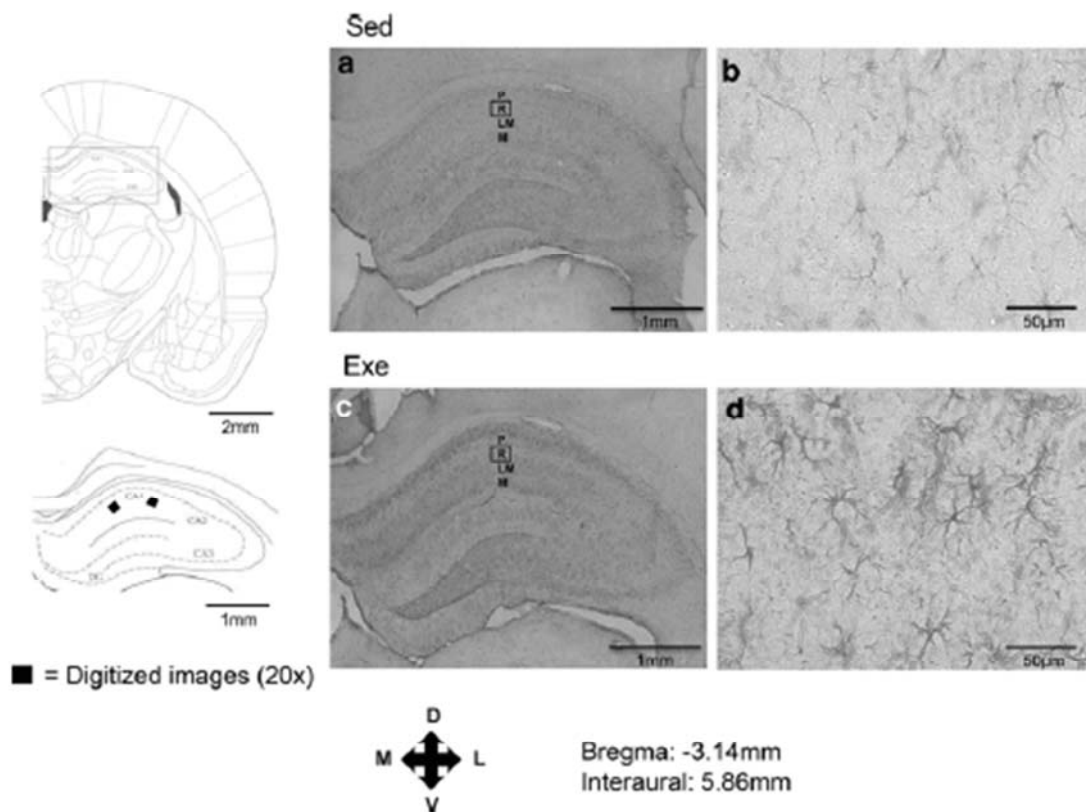 Sed
a
P
R
LM
M
1mm
b
50µm
2mm
Exe
c
P
R
LM
M
1mm
d
50µm
CA1
CA2
CA3
DG
1mm
■ = Digitized images (20x)
D
M L
V
Bregma: -3.14mm
Interaural: 5.86mm